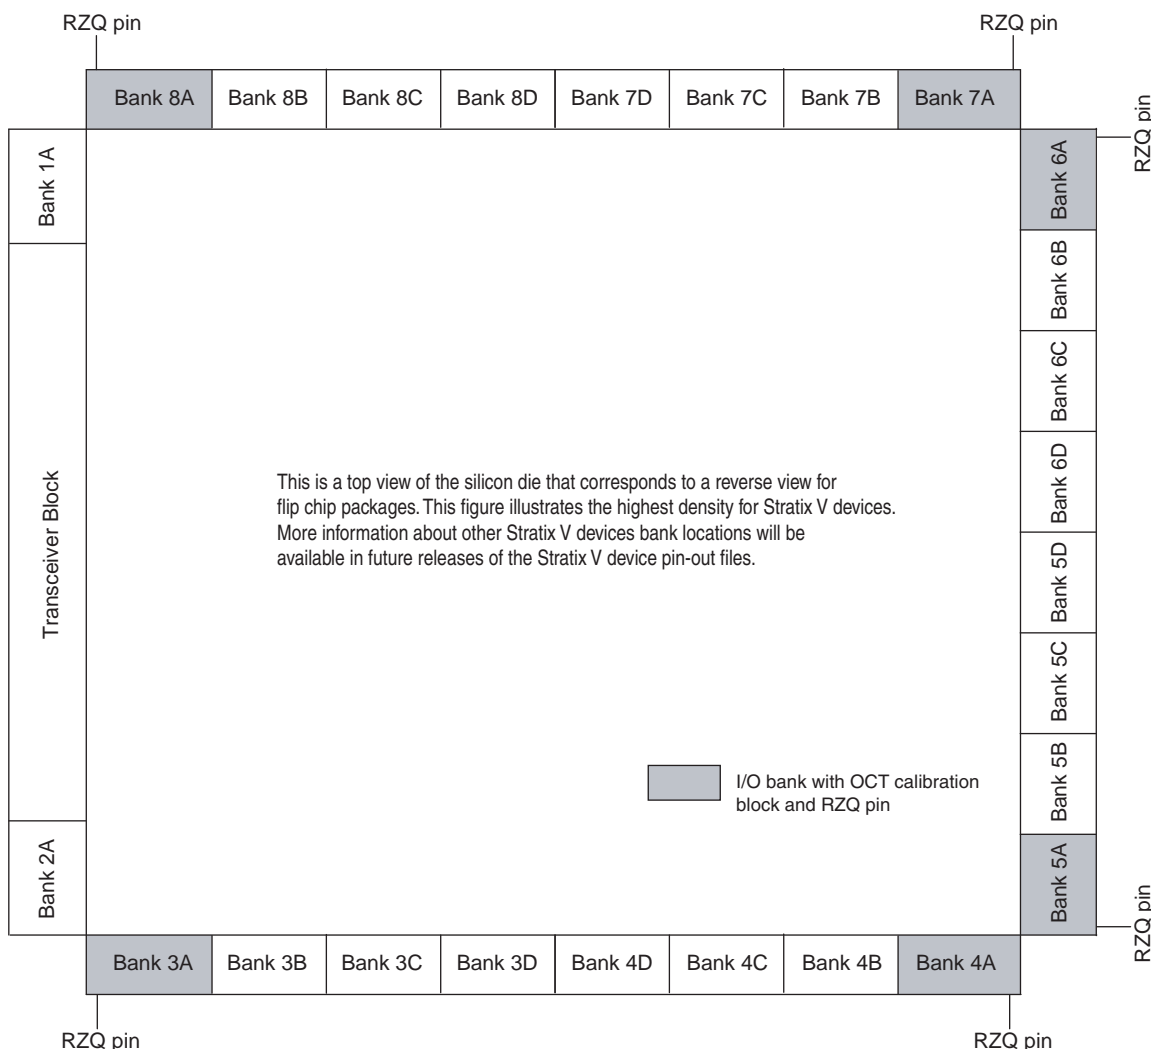 RZQ pin
RZQ pin
Bank 8A
Bank 8B
Bank 8C
Bank 8D
Bank 7D
Bank 7C
Bank 7B
Bank 7A
RZQ pin
Bank 1A
Bank 6A
Bank 6B
Bank 6C
Bank 6D
Transceiver Block
This is a top view of the silicon die that corresponds to a reverse view for
flip chip packages. This figure illustrates the highest density for Stratix V devices.
More information about other Stratix V devices bank locations will be
available in future releases of the Stratix V device pin-out files.
Bank 5D
Bank 5C
Bank 5B
I/O bank with OCT calibration
block and RZQ pin
Bank 2A
Bank 5A
RZQ pin
Bank 3A
Bank 3B
Bank 3C
Bank 3D
Bank 4D
Bank 4C
Bank 4B
Bank 4A
RZQ pin
RZQ pin